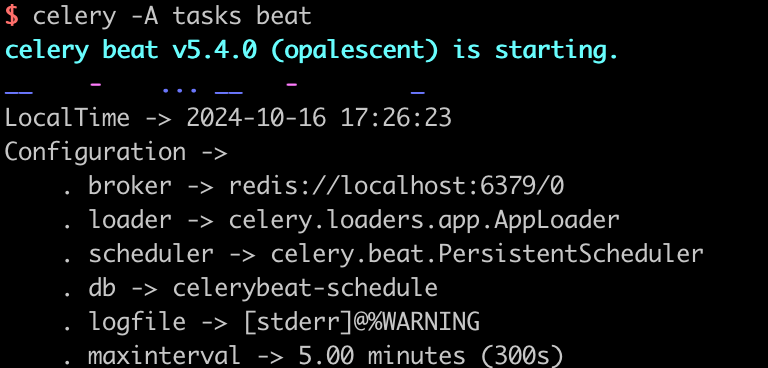 $ celery -A tasks beat
celery beat v5.4.0 (opalescent) is starting.
__    -    ... __   -        _
LocalTime -> 2024-10-16 17:26:23
Configuration ->
    . broker -> redis://localhost:6379/0
    . loader -> celery.loaders.app.AppLoader
    . scheduler -> celery.beat.PersistentScheduler
    . db -> celerybeat-schedule
    . logfile -> [stderr]@%WARNING
    . maxinterval -> 5.00 minutes (300s)